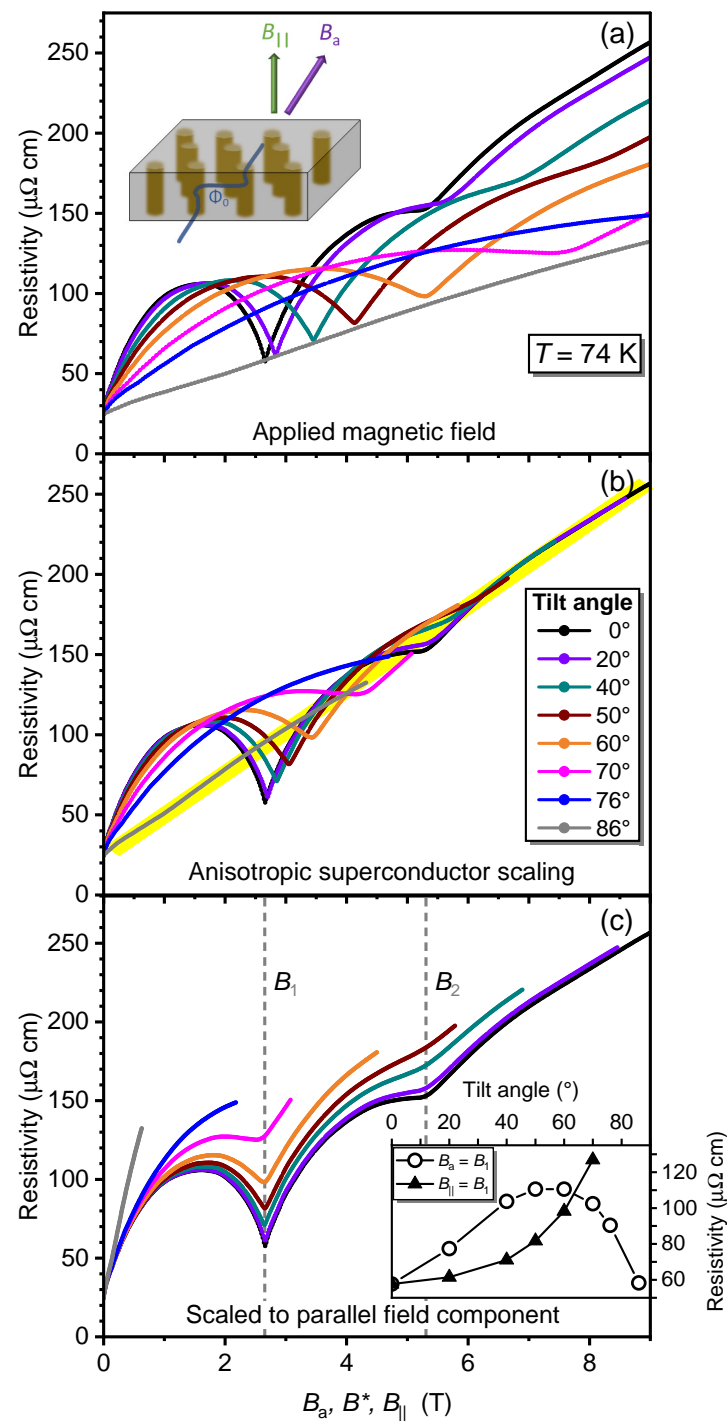 (a)
B|| Ba
Φ0
250
200
150
100
50
0
Resistivity (μΩ cm)
T = 74 K
Applied magnetic field
(b)
250
200
150
100
50
0
Resistivity (μΩ cm)
Tilt angle
0°
20°
40°
50°
60°
70°
76°
86°
Anisotropic superconductor scaling
(c)
250
200
150
100
50
0
Resistivity (μΩ cm)
B1 B2
Tilt angle (°)
0 20 40 60 80
Ba = B1
B|| = B1
120
100
80
60
Resistivity (μΩ cm)
Scaled to parallel field component
0 2 4 6 8
Ba, B*, B|| (T)